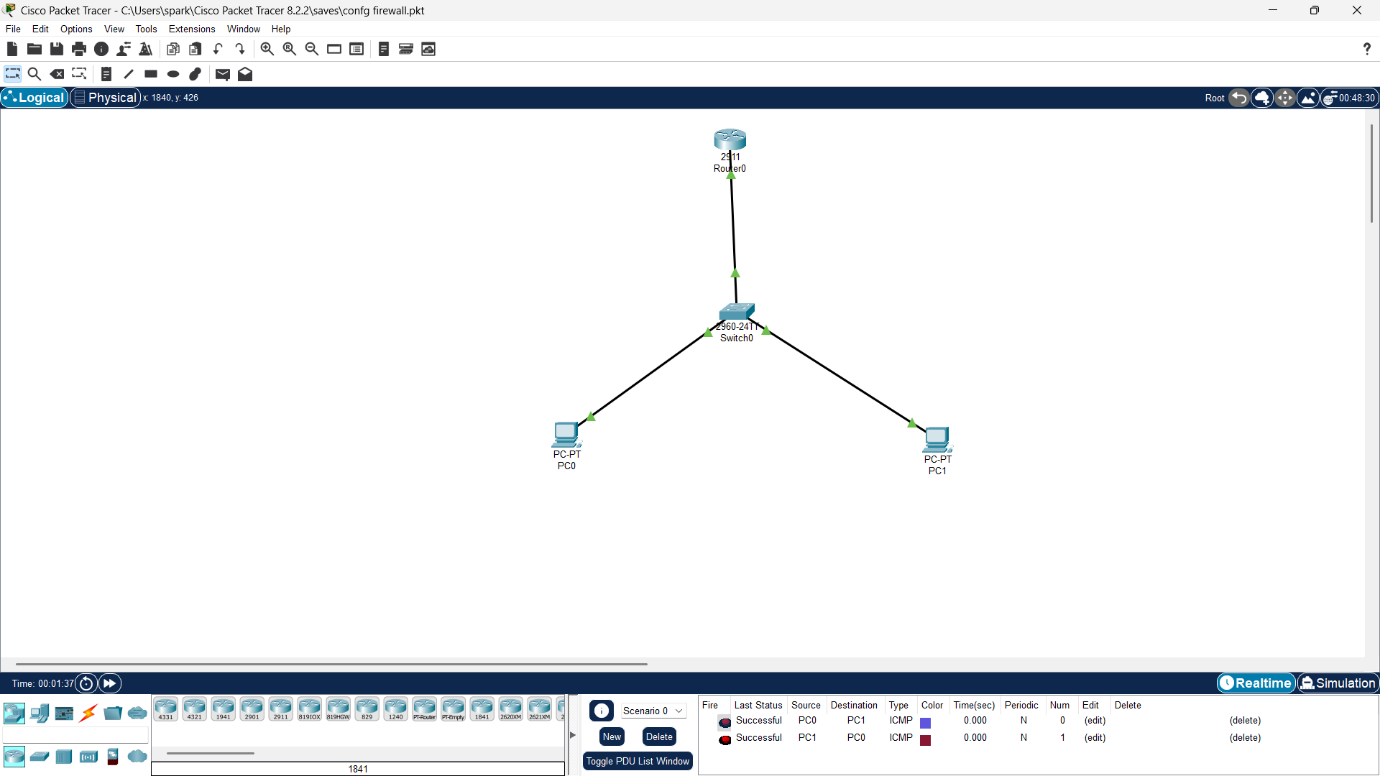 Cisco Packet Tracer - C:\Users\spark\Cisco Packet Tracer 8.2.2\saves\confg firewall.pkt
File Edit Options View Tools Extensions Window Help
?
Logical Physical x: 1840, y: 426 Root 00:48:30
2911
Router0
2960-24TT
Switch0
PC-PT
PC0
PC-PT
PC1
Time: 00:01:37 Realtime Simulation
4331 4321 1941 2901 2911 819IOX 819HGW 829 1240 PT-Router PT-Empty 1841 2620XM 2621XM 2
1841
Scenario 0
New Delete
Toggle PDU List Window
Fire Last Status Source Destination Type Color Time(sec) Periodic Num Edit Delete
Successful PC0 PC1 ICMP 0.000 N 0 (edit) (delete)
Successful PC1 PC0 ICMP 0.000 N 1 (edit) (delete)